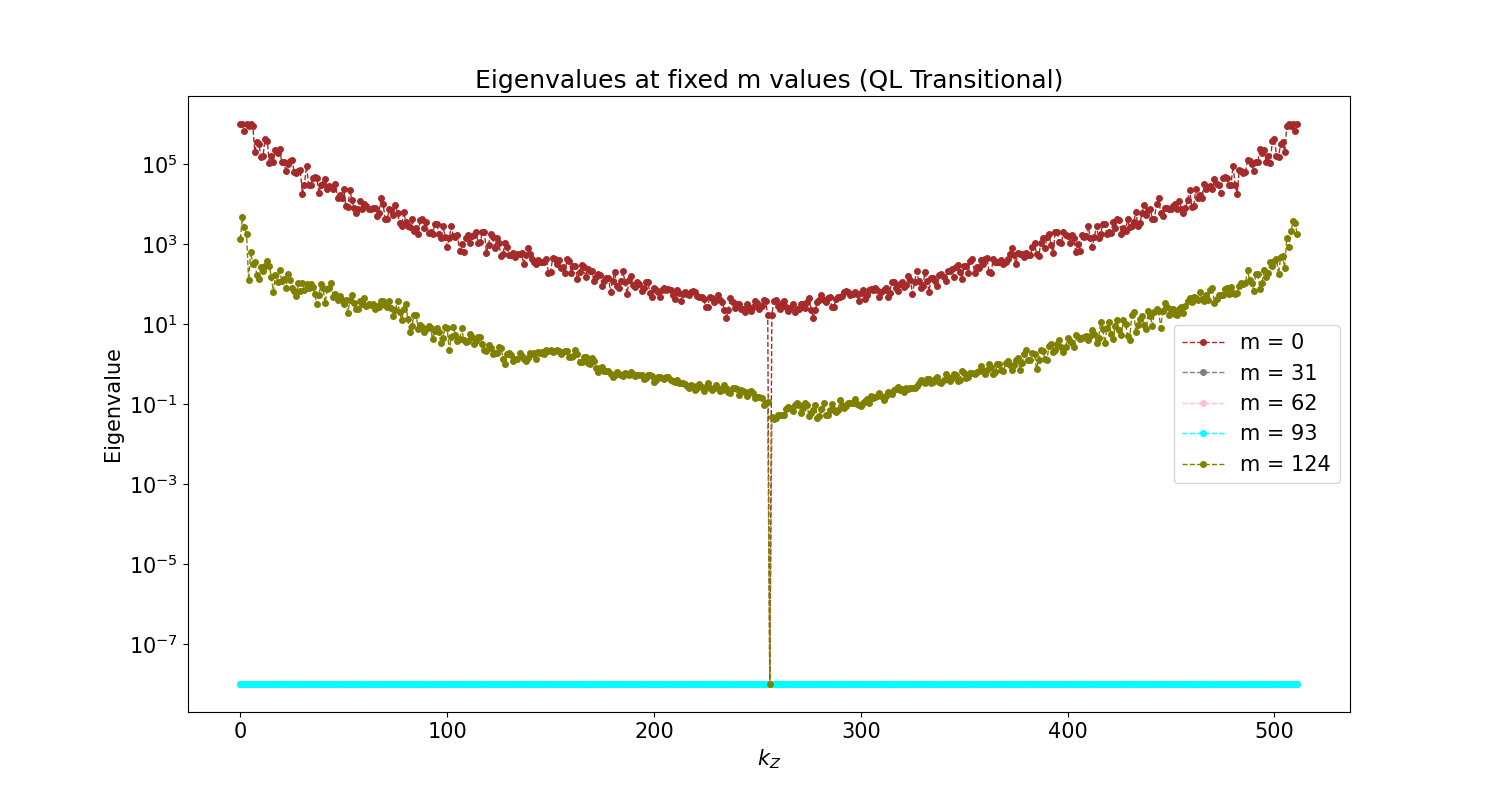 Eigenvalues at fixed m values (QL Transitional)
Eigenvalue
10^5
10^3
10^1
10^-1
10^-3
10^-5
10^-7
m = 0
m = 31
m = 62
m = 93
m = 124
0 100 200 300 400 500
k_Z